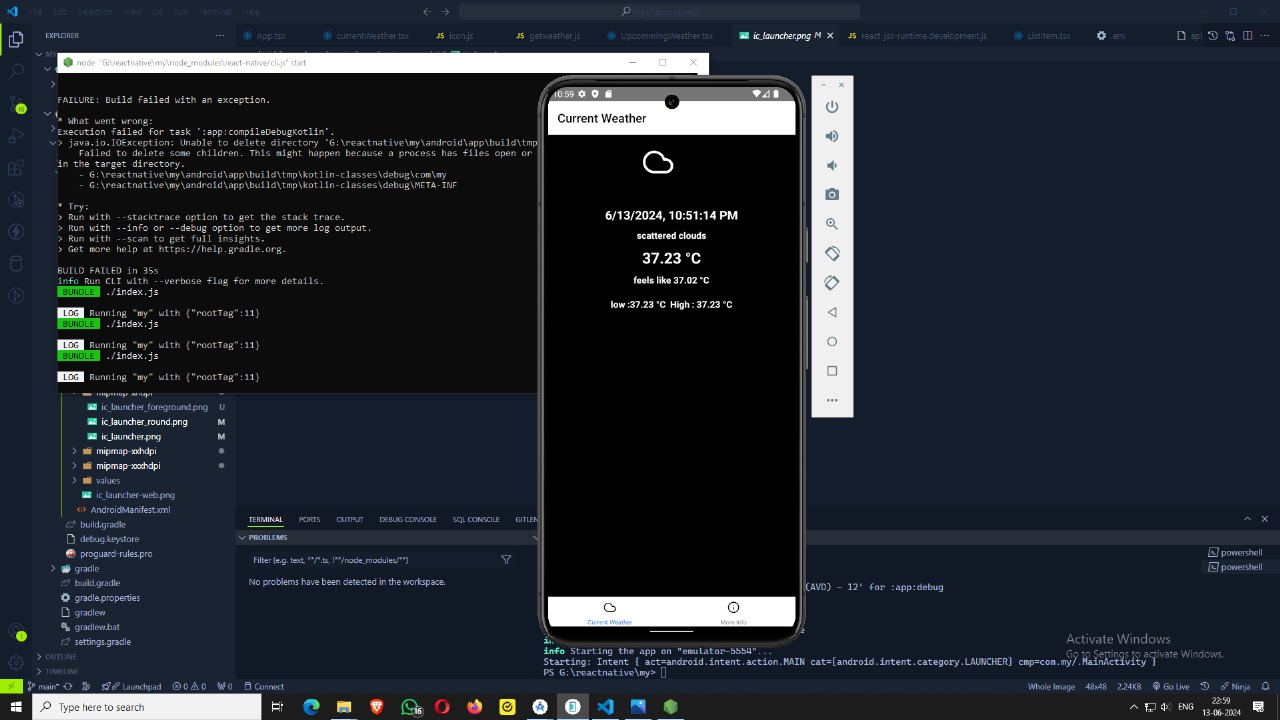 File Edit Selection View Go Run Terminal Help
EXPLORER
App.tsx currentWeather.tsx icon.js getweather.js UpcommingWeather.tsx ic_launcher.png M react-jsx-runtime.development.js ListItem.tsx .env
node "G:\reactnative\my\node_modules\react-native/cli.js" start
FAILURE: Build failed with an exception.
* What went wrong:
Execution failed for task ':app:compileDebugKotlin'.
> java.io.IOException: Unable to delete directory 'G:\reactnative\my\android\app\build\tmp
Failed to delete some children. This might happen because a process has files open or
in the target directory.
- G:\reactnative\my\android\app\build\tmp\kotlin-classes\debug\com\my
- G:\reactnative\my\android\app\build\tmp\kotlin-classes\debug\META-INF
* Try:
> Run with --stacktrace option to get the stack trace.
> Run with --info or --debug option to get more log output.
> Run with --scan to get full insights.
> Get more help at https://help.gradle.org.
BUILD FAILED in 35s
info Run CLI with --verbose flag for more details.
BUNDLE ./index.js
LOG Running "my" with {"rootTag":11}
BUNDLE ./index.js
LOG Running "my" with {"rootTag":11}
BUNDLE ./index.js
LOG Running "my" with {"rootTag":11}
10:59
Current Weather
6/13/2024, 10:51:14 PM
scattered clouds
37.23 °C
feels like 37.02 °C
low :37.23 °C High : 37.23 °C
Current Weather More Info
ic_launcher_foreground.png U
ic_launcher_round.png M
ic_launcher.png M
mipmap-xxhdpi
mipmap-xxxhdpi
values
ic_launcher-web.png
AndroidManifest.xml
build.gradle
debug.keystore
proguard-rules.pro
gradle
build.gradle
gradle.properties
gradlew
gradlew.bat
settings.gradle
OUTLINE
TIMELINE
TERMINAL PORTS OUTPUT DEBUG CONSOLE SQL CONSOLE GITLEN
PROBLEMS
Filter (e.g. text, **/*.ts, !**/node_modules/**)
No problems have been detected in the workspace.
powershell
powershell
(AVD) - 12' for :app:debug
info Starting the app on "emulator-5554"...
Starting: Intent { act=android.intent.action.MAIN cat=[android.intent.category.LAUNCHER] cmp=com.my/.MainActivity }
PS G:\reactnative\my>
Activate Windows
Go to Settings to activate Windows.
main* Launchpad 0 0 0 Connect Whole Image 48x48 2.24KB Go Live Ninja
Type here to search
16
ENG
22:59
13-06-2024